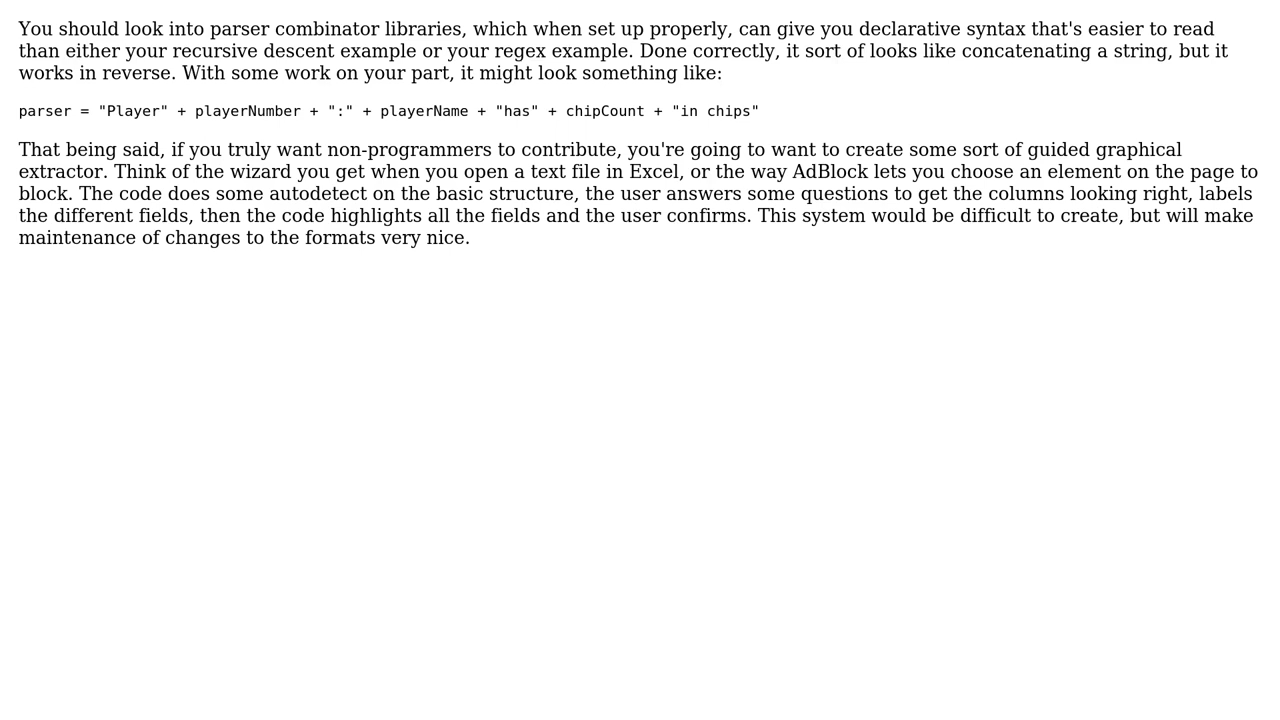 You should look into parser combinator libraries, which when set up properly, can give you declarative syntax that's easier to read
than either your recursive descent example or your regex example. Done correctly, it sort of looks like concatenating a string, but it
works in reverse. With some work on your part, it might look something like:
parser = "Player" + playerNumber + ":" + playerName + "has" + chipCount + "in chips"
That being said, if you truly want non-programmers to contribute, you're going to want to create some sort of guided graphical
extractor. Think of the wizard you get when you open a text file in Excel, or the way AdBlock lets you choose an element on the page to
block. The code does some autodetect on the basic structure, the user answers some questions to get the columns looking right, labels
the different fields, then the code highlights all the fields and the user confirms. This system would be difficult to create, but will make
maintenance of changes to the formats very nice.